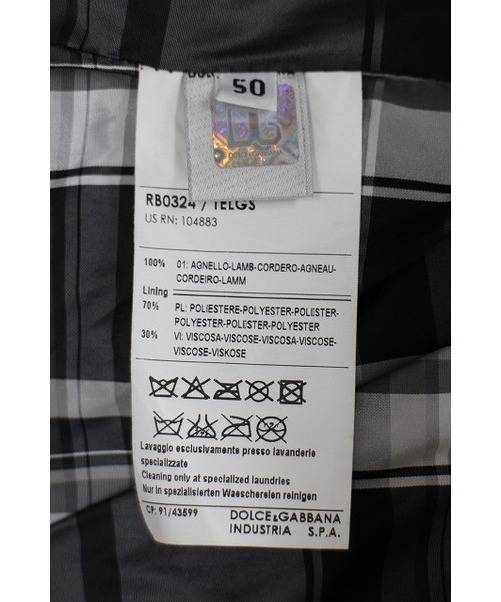 50
DG
RB0324 / TELGS
US RN: 104883
100% 01: AGNELLO-LAMB-CORDERO-AGNEAU-
CORDEIRO-LAMM
Lining
70% PL: POLIESTERE-POLYESTER-POLIESTER-
POLYESTER-POLIESTER-POLYESTER
30% VI: VISCOSA-VISCOSE-VISCOSA-VISCOSE-
VISCOSE-VISKOSE
Lavaggio esclusivamente presso lavanderie
specializzate
Cleaning only at specialized laundries
Nur in spezialisierten Waeschereien reinigen
CP: 91/43599
DOLCE&GABBANA
INDUSTRIA S.P.A.